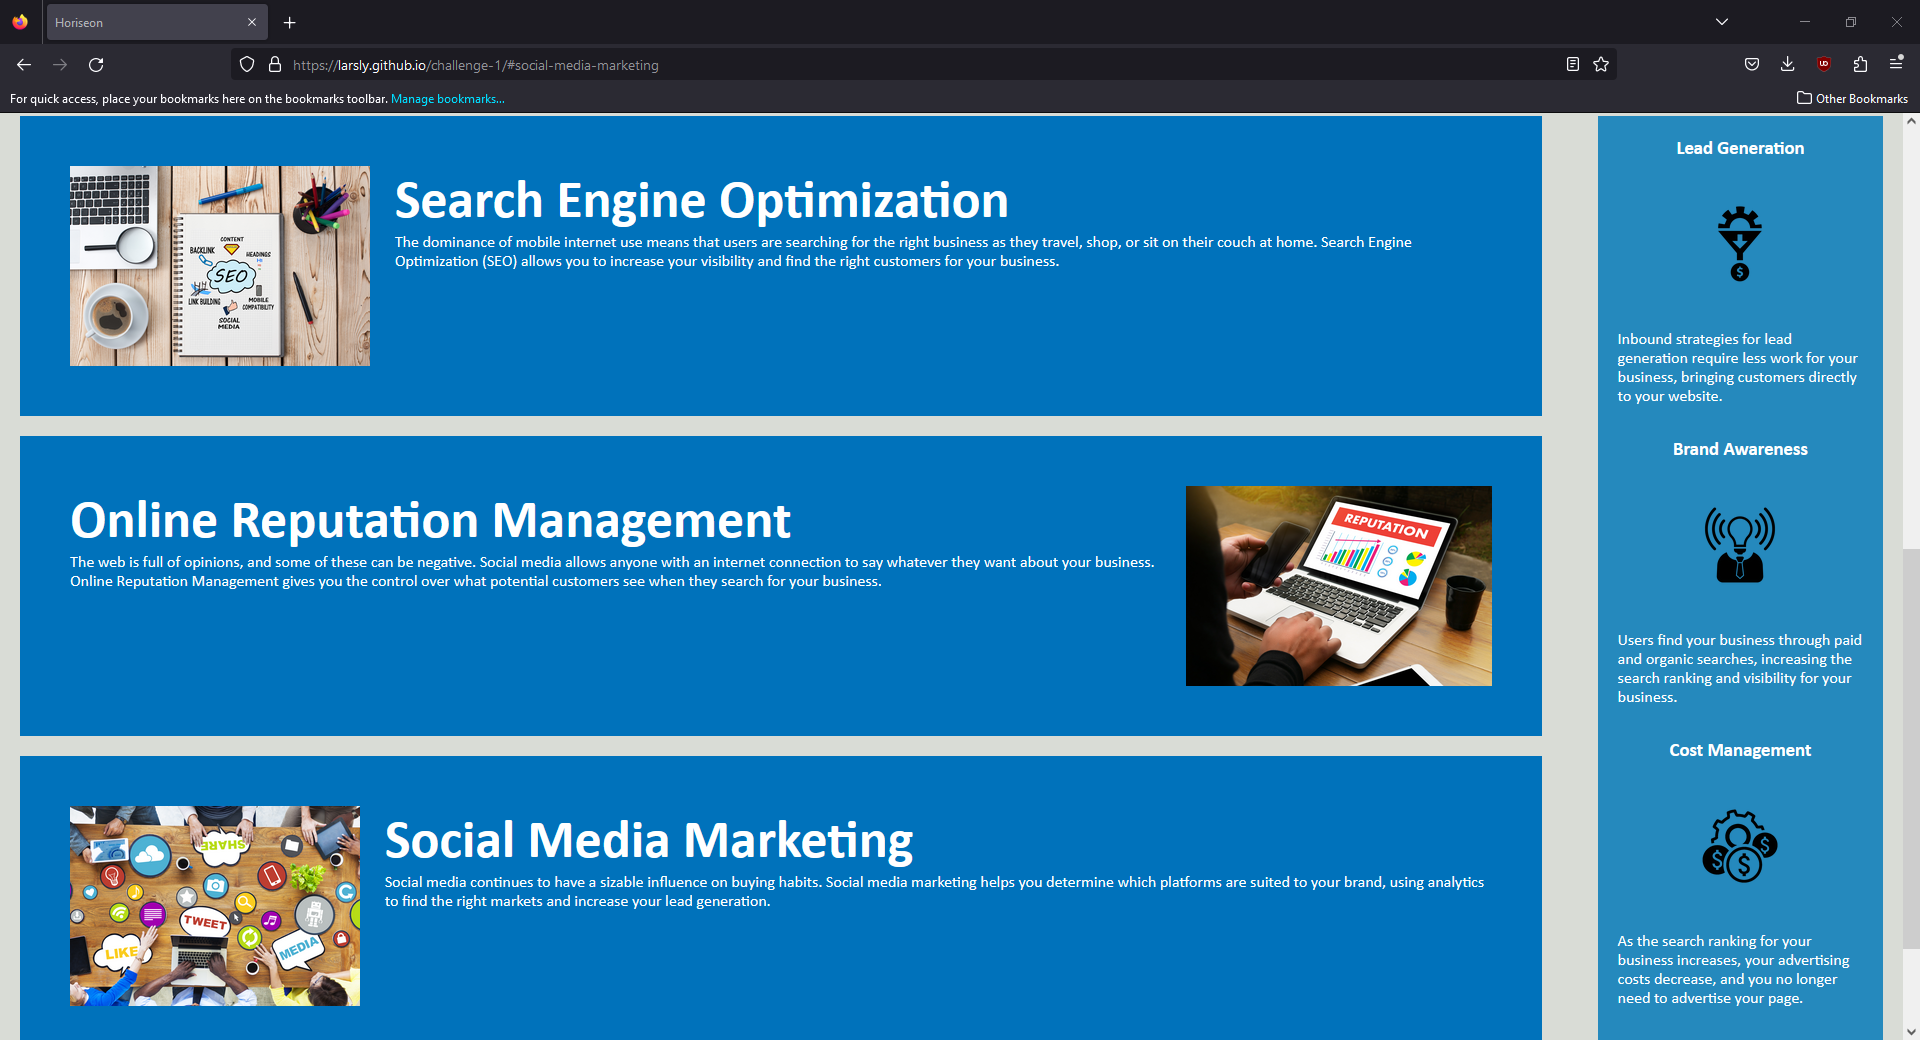 Horiseon
https://larsly.github.io/challenge-1/#social-media-marketing
For quick access, place your bookmarks here on the bookmarks toolbar. Manage bookmarks...
Other Bookmarks
Search Engine Optimization
The dominance of mobile internet use means that users are searching for the right business as they travel, shop, or sit on their couch at home. Search Engine
Optimization (SEO) allows you to increase your visibility and find the right customers for your business.
CONTENT
BACKLINK
HEADINGS
SEO
LINK BUILDING
MOBILE
COMPATIBILITY
SOCIAL
MEDIA
Online Reputation Management
The web is full of opinions, and some of these can be negative. Social media allows anyone with an internet connection to say whatever they want about your business.
Online Reputation Management gives you the control over what potential customers see when they search for your business.
REPUTATION
Social Media Marketing
Social media continues to have a sizable influence on buying habits. Social media marketing helps you determine which platforms are suited to your brand, using analytics
to find the right markets and increase your lead generation.
SHARE
TWEET
LIKE
MEDIA
Lead Generation
$
Inbound strategies for lead
generation require less work for your
business, bringing customers directly
to your website.
Brand Awareness
Users find your business through paid
and organic searches, increasing the
search ranking and visibility for your
business.
Cost Management
$ $ $
As the search ranking for your
business increases, your advertising
costs decrease, and you no longer
need to advertise your page.